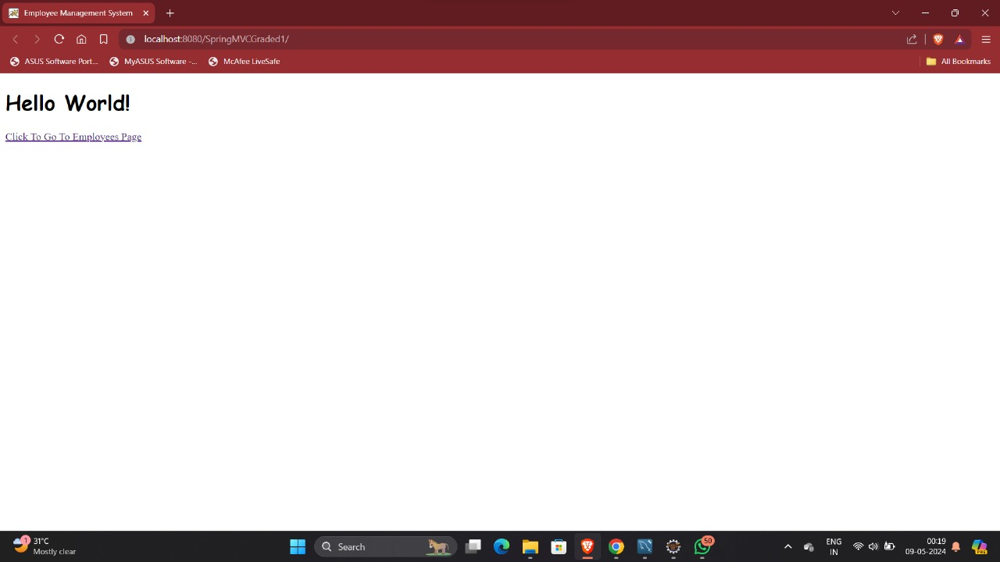 Employee Management System
localhost:8080/SpringMVCGraded1/
ASUS Software Port...
MyASUS Software -...
McAfee LiveSafe
All Bookmarks
Hello World!
Click To Go To Employees Page
1
31°C
Mostly clear
Search
50
ENG
IN
00:19
09-05-2024
PRE